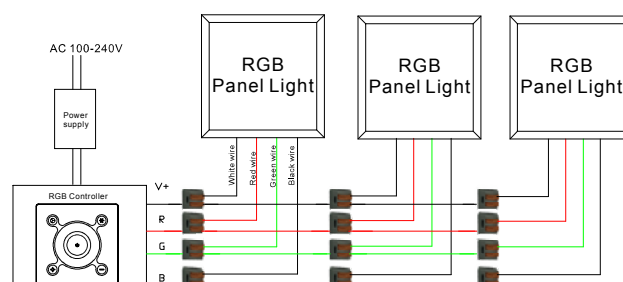 AC 100-240V
Power
supply
RGB Controller
RGB
Panel Light
RGB
Panel Light
RGB
Panel Light
White wire
Red wire
Green wire
Black wire
V+
R
G
B